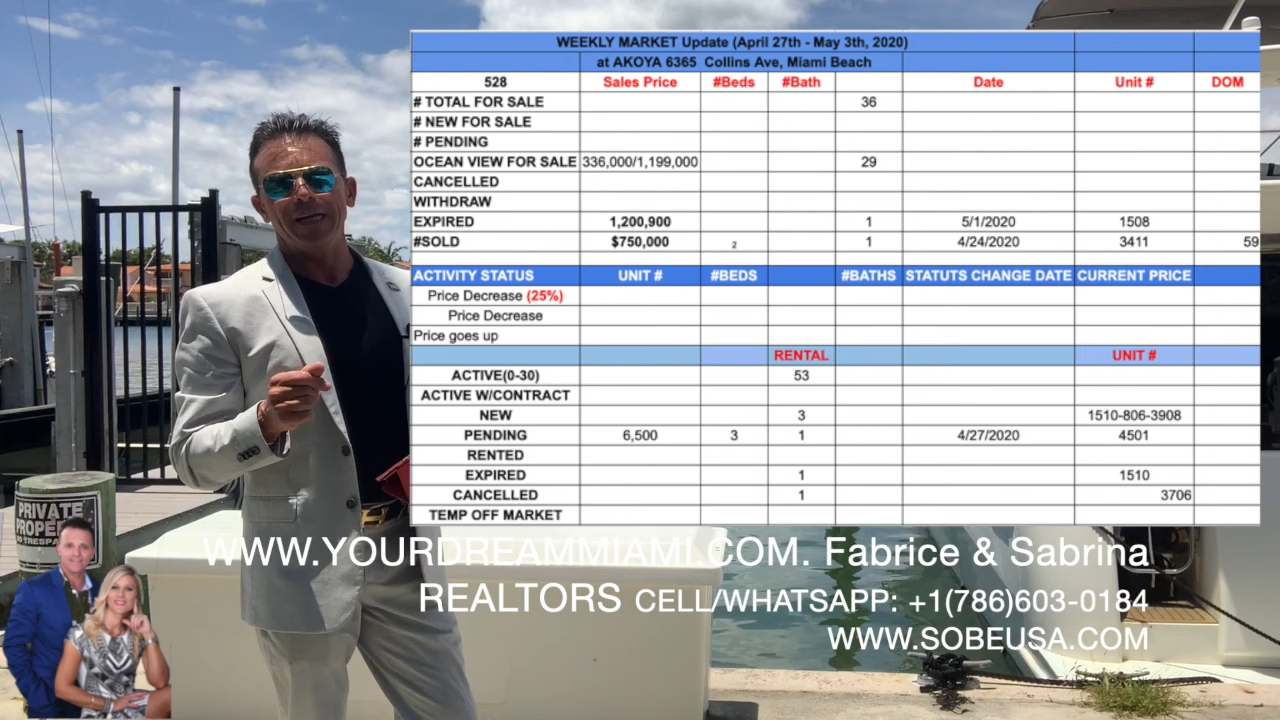 WEEKLY MARKET Update (April 27th - May 3th, 2020)
at AKOYA 6365 Collins Ave, Miami Beach
528 Sales Price #Beds #Bath Date Unit # DOM
# TOTAL FOR SALE 36
# NEW FOR SALE
# PENDING
OCEAN VIEW FOR SALE 336,000/1,199,000 29
CANCELLED
WITHDRAW
EXPIRED 1,200,900 1 5/1/2020 1508
#SOLD $750,000 2 1 4/24/2020 3411 59
ACTIVITY STATUS UNIT # #BEDS #BATHS STATUTS CHANGE DATE CURRENT PRICE
Price Decrease (25%)
Price Decrease
Price goes up
RENTAL UNIT #
ACTIVE(0-30) 53
ACTIVE W/CONTRACT
NEW 3 1510-806-3908
PENDING 6,500 3 1 4/27/2020 4501
RENTED
EXPIRED 1 1510
CANCELLED 1 3706
TEMP OFF MARKET
PRIVATE
PROPE
NO TRESPA
WWW.YOURDREAMMIAMI.COM. Fabrice & Sabrina
REALTORS CELL/WHATSAPP: +1(786)603-0184
WWW.SOBEUSA.COM